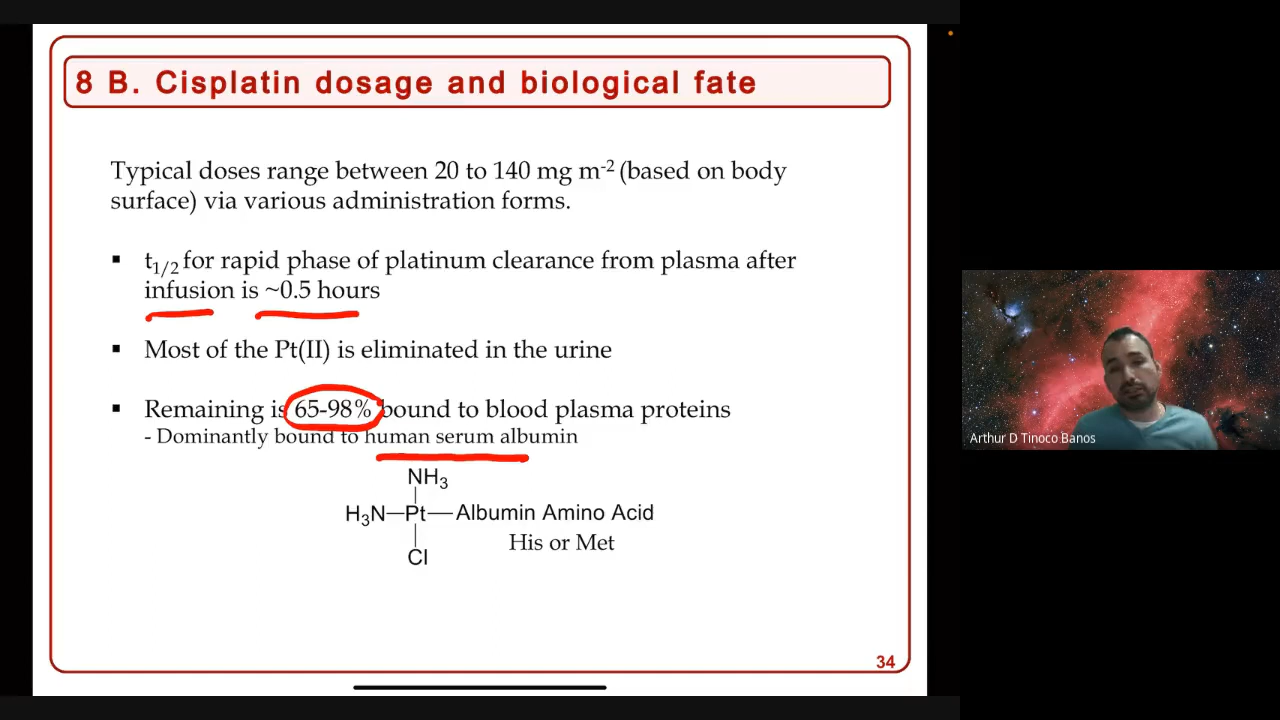 8 B. Cisplatin dosage and biological fate
Typical doses range between 20 to 140 mg m-2 (based on body
surface) via various administration forms.
▪ t1/2 for rapid phase of platinum clearance from plasma after
infusion is ~0.5 hours
▪ Most of the Pt(II) is eliminated in the urine
▪ Remaining is 65-98% bound to blood plasma proteins
- Dominantly bound to human serum albumin
NH3
H3N—Pt—Albumin Amino Acid
His or Met
Cl
34
Arthur D Tinoco Banos